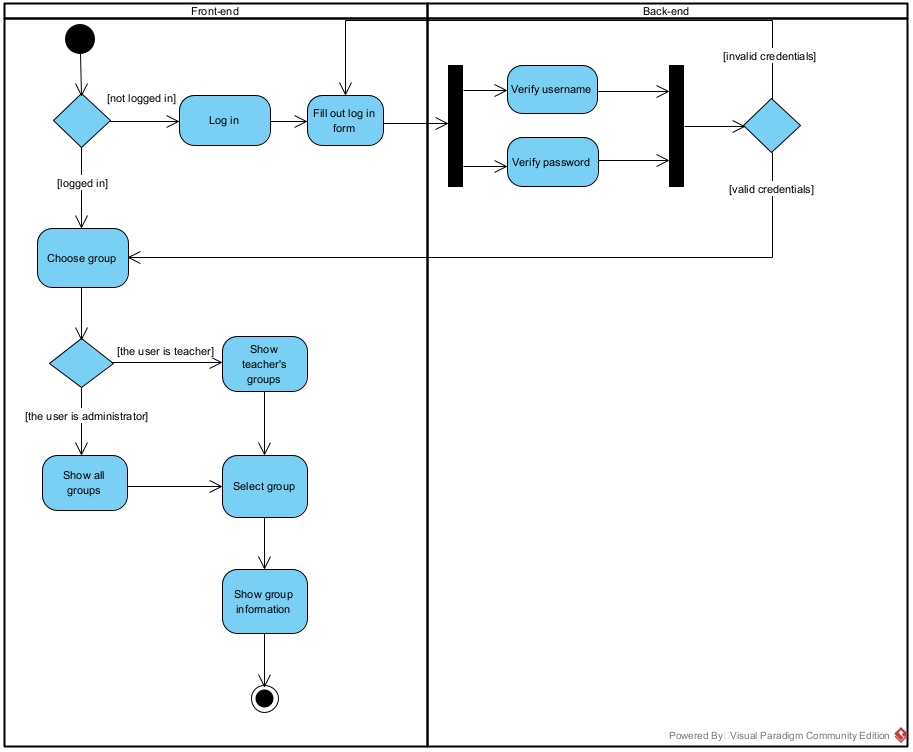 Front-end
Back-end
[invalid credentials]
[not logged in]
Log in
Fill out log in
form
Verify username
Verify password
[logged in]
[valid credentials]
Choose group
[the user is teacher]
Show
teacher's
groups
[the user is administrator]
Show all
groups
Select group
Show group
information
Powered By Visual Paradigm Community Edition